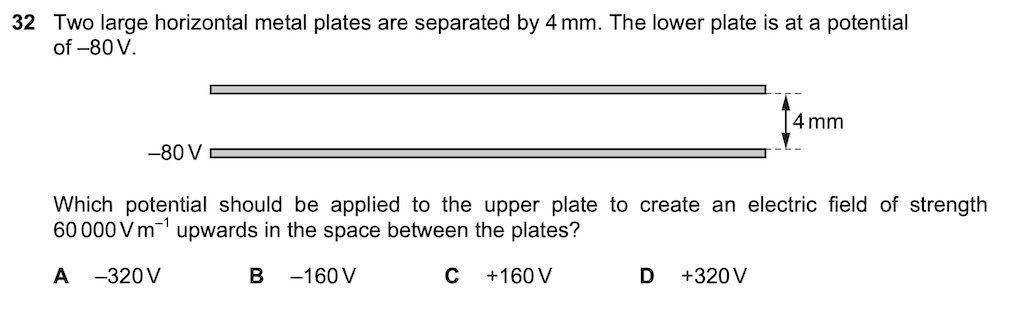 32 Two large horizontal metal plates are separated by 4 mm. The lower plate is at a potential
of –80 V.
4 mm
–80 V
Which potential should be applied to the upper plate to create an electric field of strength
60 000 V m⁻¹ upwards in the space between the plates?
A –320 V B –160 V C +160 V D +320 V